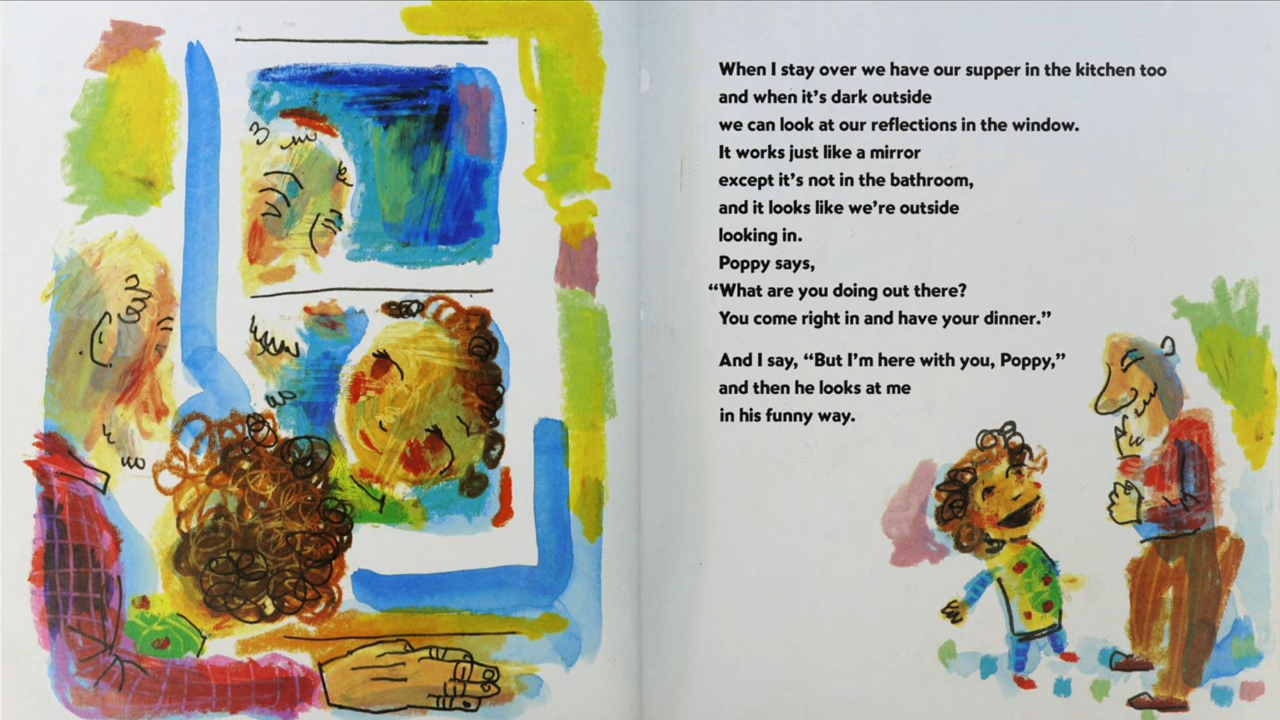 When I stay over we have our supper in the kitchen too
and when it's dark outside
we can look at our reflections in the window.
It works just like a mirror
except it's not in the bathroom,
and it looks like we're outside
looking in.
Poppy says,
“What are you doing out there?
You come right in and have your dinner.”
And I say, “But I'm here with you, Poppy,”
and then he looks at me
in his funny way.